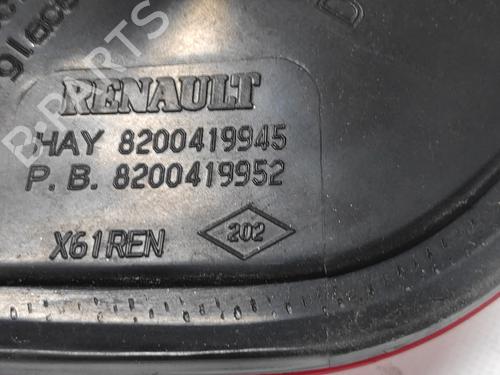 RENAULT
HAY 8200419945
P.B. 8200419952
X61REN 202
B-PARTS